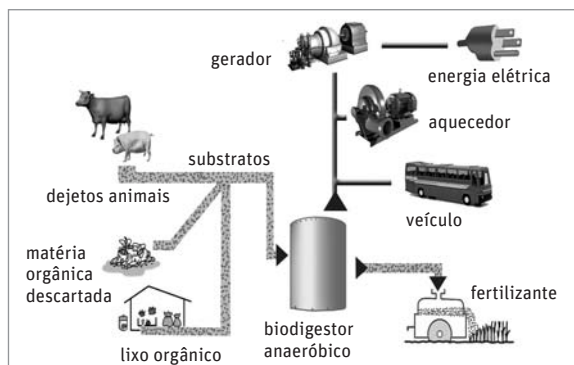 gerador
energia elétrica
aquecedor
substratos
dejetos animais
veículo
matéria
orgânica
descartada
fertilizante
lixo orgânico
biodigestor
anaeróbico